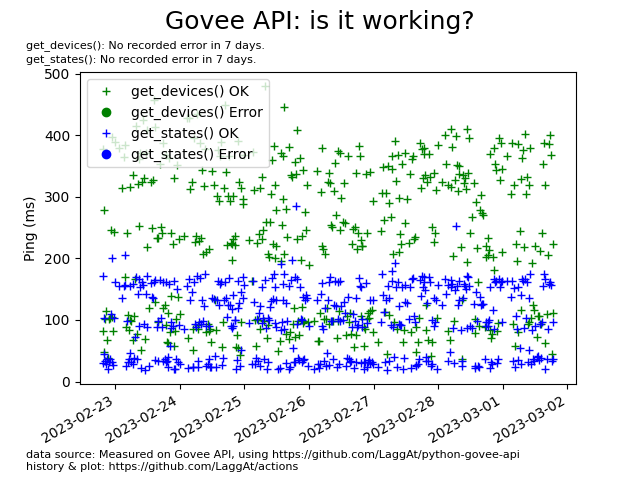 Govee API: is it working?
get_devices(): No recorded error in 7 days.
get_states(): No recorded error in 7 days.
500
400
300
200
100
0
Ping (ms)
get_devices() OK
get_devices() Error
get_states() OK
get_states() Error
2023-02-23
2023-02-24
2023-02-25
2023-02-26
2023-02-27
2023-02-28
2023-03-01
2023-03-02
data source: Measured on Govee API, using https://github.com/LaggAt/python-govee-api
history & plot: https://github.com/LaggAt/actions